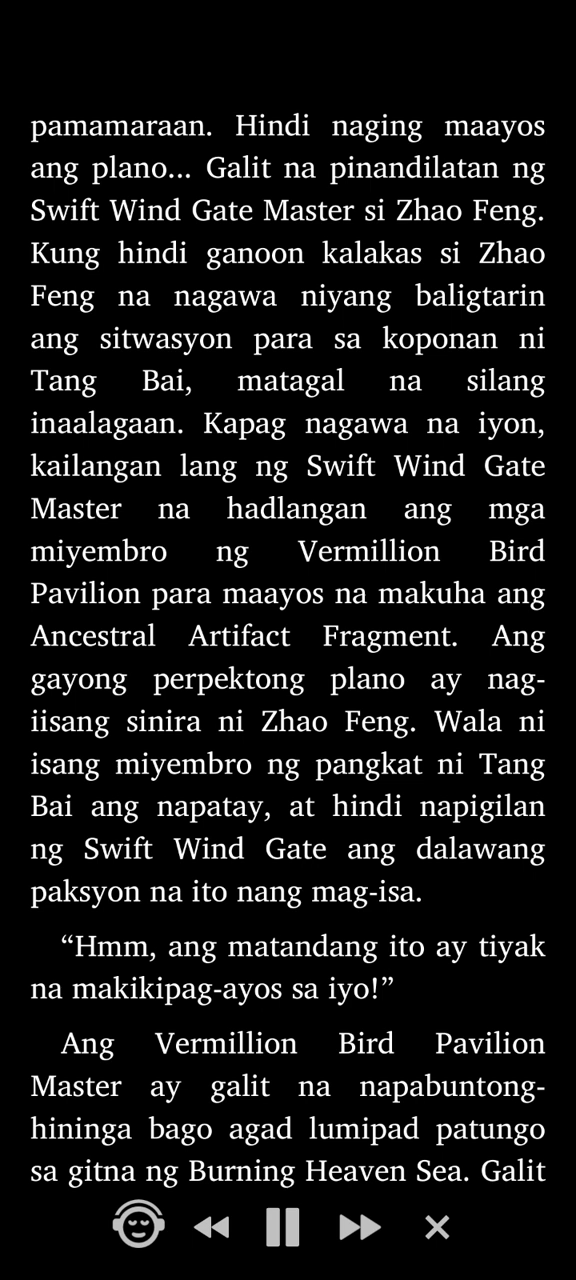 pamamaraan. Hindi naging maayos
ang plano... Galit na pinandilatan ng
Swift Wind Gate Master si Zhao Feng.
Kung hindi ganoon kalakas si Zhao
Feng na nagawa niyang baligtarin
ang sitwasyon para sa koponan ni
Tang Bai, matagal na silang
inaalagaan. Kapag nagawa na iyon,
kailangan lang ng Swift Wind Gate
Master na hadlangan ang mga
miyembro ng Vermillion Bird
Pavilion para maayos na makuha ang
Ancestral Artifact Fragment. Ang
gayong perpektong plano ay nag-
iisang sinira ni Zhao Feng. Wala ni
isang miyembro ng pangkat ni Tang
Bai ang napatay, at hindi napigilan
ng Swift Wind Gate ang dalawang
paksyon na ito nang mag-isa.
“Hmm, ang matandang ito ay tiyak
na makikipag-ayos sa iyo!”
Ang Vermillion Bird Pavilion
Master ay galit na napabuntong-
hininga bago agad lumipad patungo
sa gitna ng Burning Heaven Sea. Galit